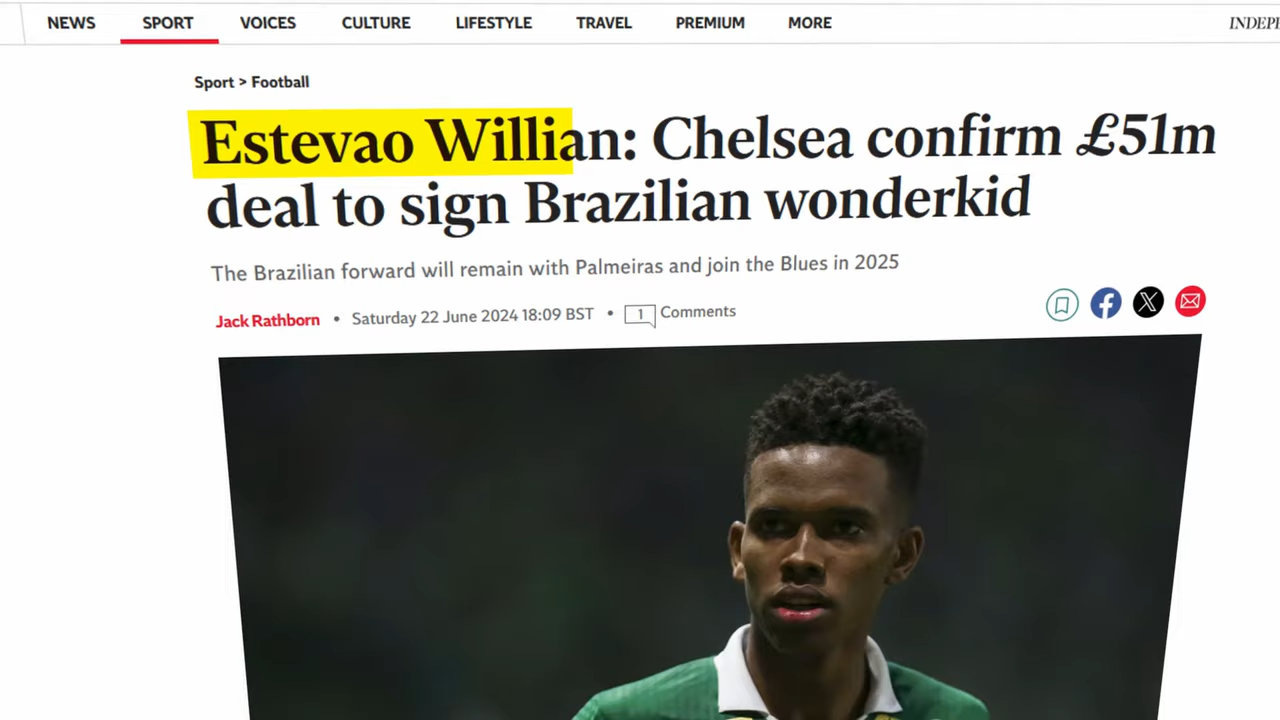 NEWS SPORT VOICES CULTURE LIFESTYLE TRAVEL PREMIUM MORE
Sport > Football
Estevao Willian: Chelsea confirm £51m
deal to sign Brazilian wonderkid
The Brazilian forward will remain with Palmeiras and join the Blues in 2025
Jack Rathborn • Saturday 22 June 2024 18:09 BST • 1 Comments